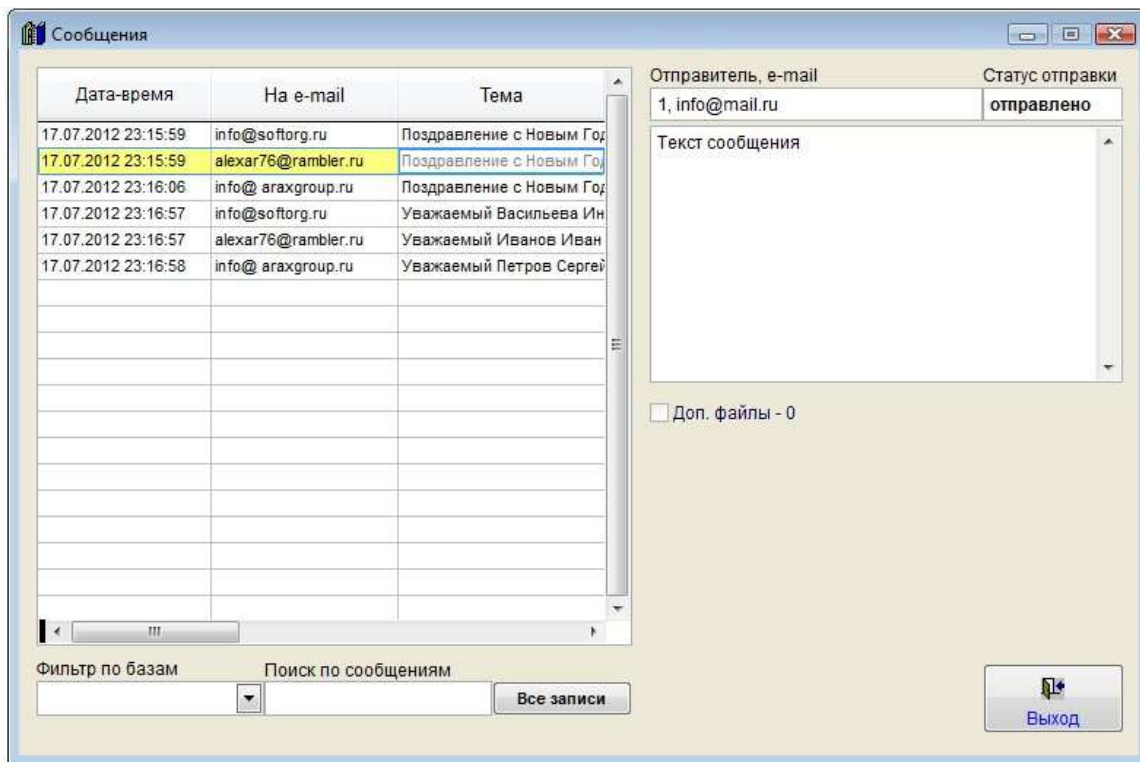 Сообщения
Дата-время На e-mail Тема
17.07.2012 23:15:59 info@softorg.ru Поздравление с Новым Год
17.07.2012 23:15:59 alexar76@rambler.ru Поздравление с Новым Го
17.07.2012 23:16:06 info@ araxgroup.ru Поздравление с Новым Год
17.07.2012 23:16:57 info@softorg.ru Уважаемый Васильева Ин
17.07.2012 23:16:57 alexar76@rambler.ru Уважаемый Иванов Иван
17.07.2012 23:16:58 info@ araxgroup.ru Уважаемый Петров Сергей
Фильтр по базам Поиск по сообщениям
Все записи
Отправитель, e-mail Статус отправки
1, info@mail.ru отправлено
Текст сообщения
Доп. файлы - 0
Выход